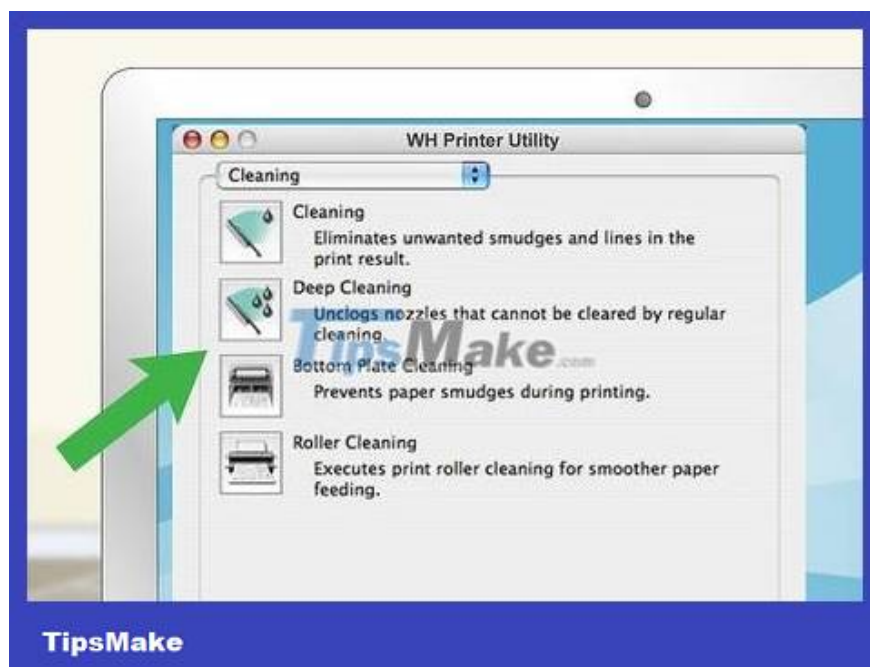 WH Printer Utility
Cleaning
Cleaning
Eliminates unwanted smudges and lines in the
print result.
Deep Cleaning
Unclogs nozzles that cannot be cleared by regular
cleaning
TipsMake.com
Bottom Plate Cleaning
Prevents paper smudges during printing.
Roller Cleaning
Executes print roller cleaning for smoother paper
feeding.
TipsMake